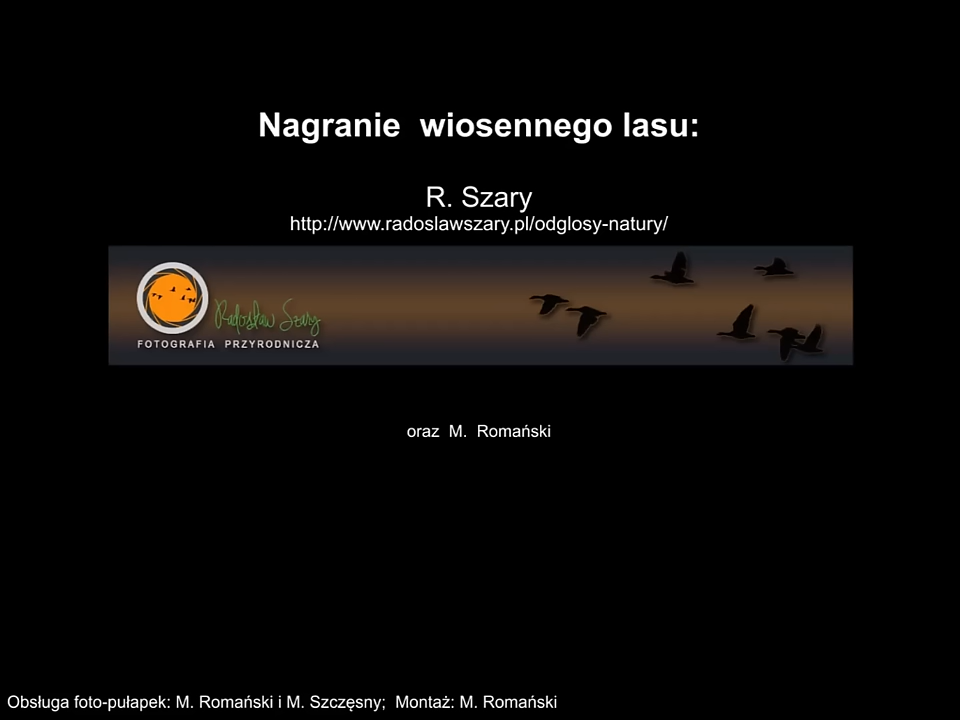 Nagranie wiosennego lasu:
R. Szary
http://www.radoslawszary.pl/odglosy-natury/
Radosław Szary
FOTOGRAFIA PRZYRODNICZA
oraz M. Romański
Obsługa foto-pułapek: M. Romański i M. Szczęsny; Montaż: M. Romański